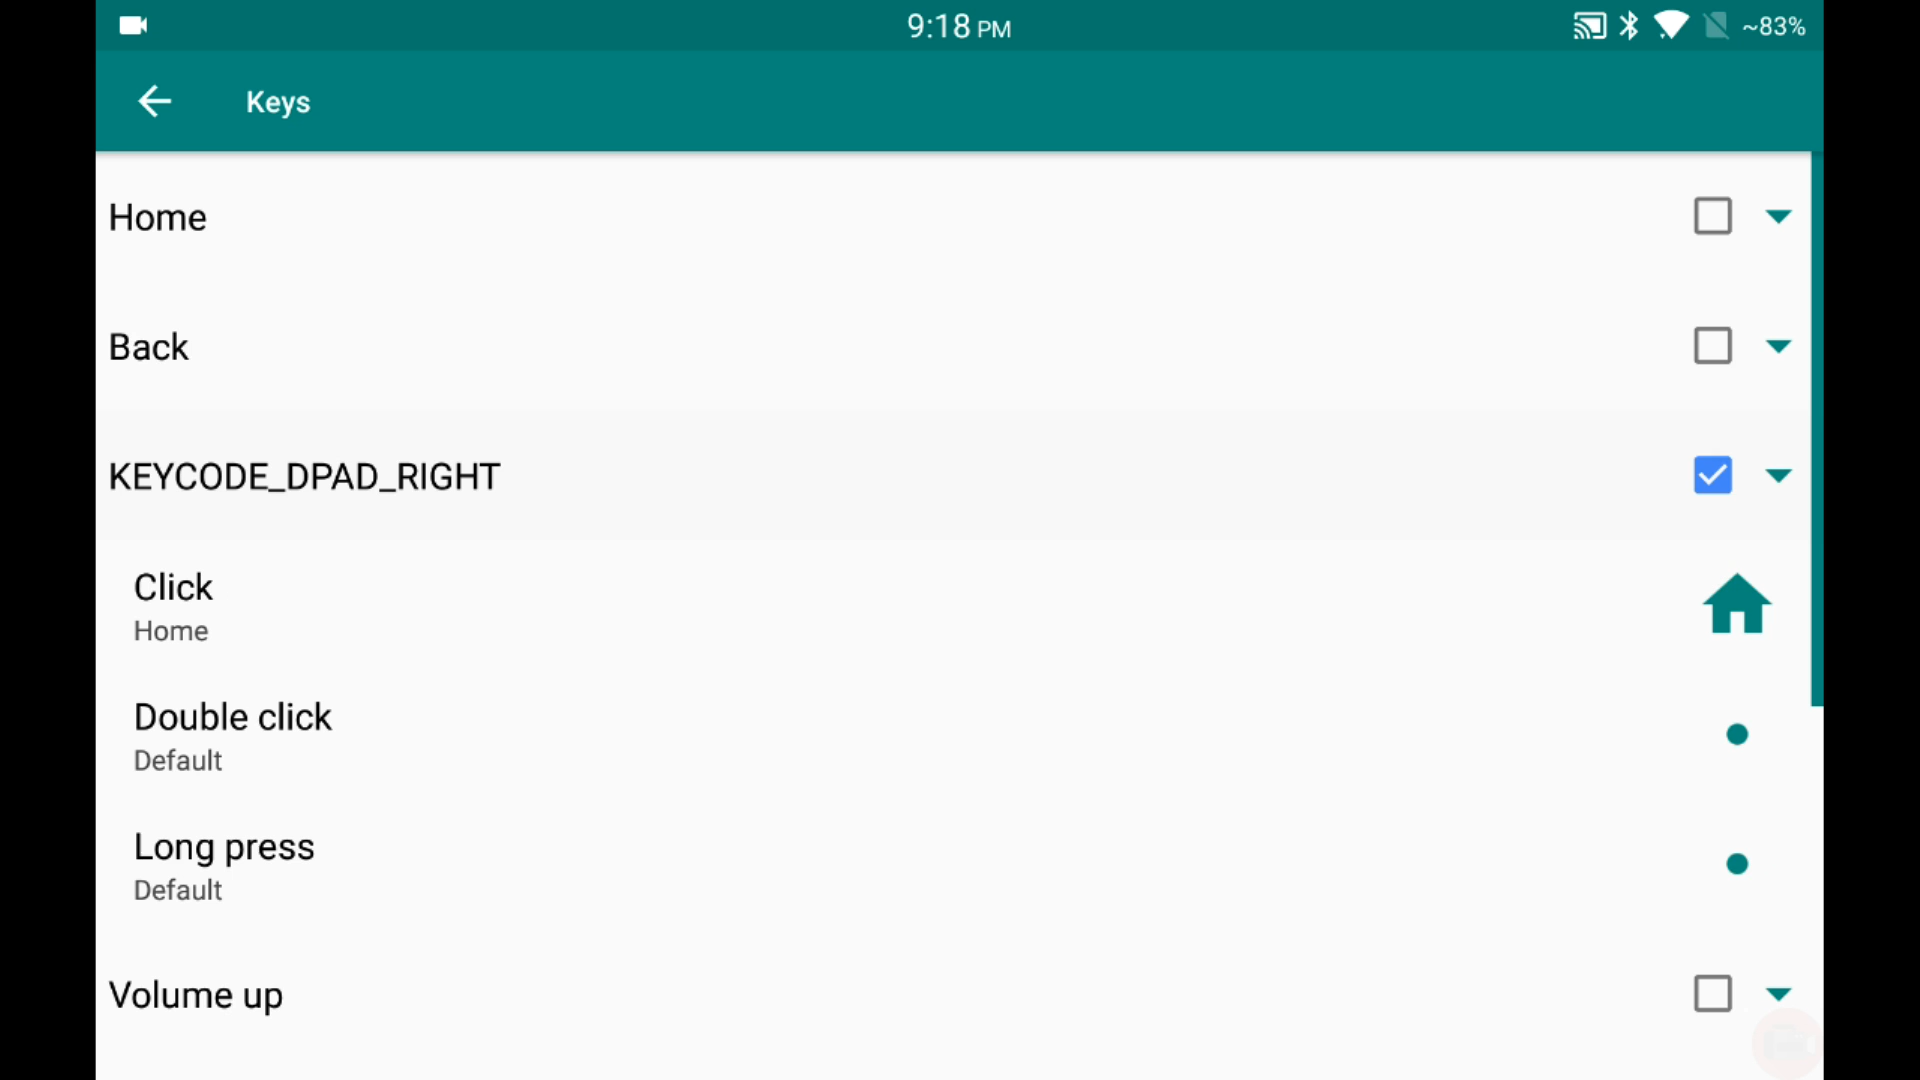 9:18 PM
~83%
Keys
Home
Back
KEYCODE_DPAD_RIGHT
Click
Home
Double click
Default
Long press
Default
Volume up